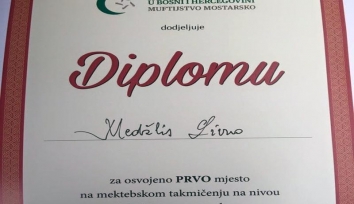 U BOSNI I HERCEGOVINI
MUFTIJSTVO MOSTARSKO
dodjeljuje
Diplomu
Medžlis Livno
za osvojeno PRVO mjesto
na mektebskom takmičenju na nivou